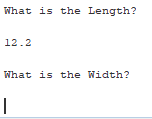 What is the Length?
12.2
What is the Width?